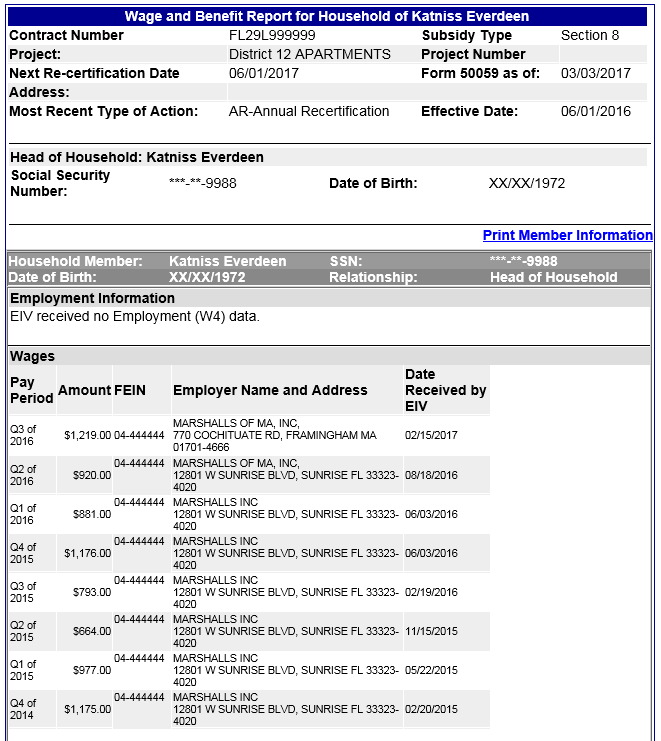 Wage and Benefit Report for Household of Katniss Everdeen
Contract Number FL29L999999 Subsidy Type Section 8
Project: District 12 APARTMENTS Project Number
Next Re-certification Date 06/01/2017 Form 50059 as of: 03/03/2017
Address:
Most Recent Type of Action: AR-Annual Recertification Effective Date: 06/01/2016
Head of Household: Katniss Everdeen
Social Security
Number: ***-**-9988 Date of Birth: XX/XX/1972
Print Member Information
Household Member: Katniss Everdeen SSN: ***-**-9988
Date of Birth: XX/XX/1972 Relationship: Head of Household
Employment Information
EIV received no Employment (W4) data.
Wages
Pay Period Amount FEIN Employer Name and Address Date Received by EIV
Q3 of 2016 $1,219.00 04-444444 MARSHALLS OF MA, INC,
770 COCHITUATE RD, FRAMINGHAM MA
01701-4666 02/15/2017
Q2 of 2016 $920.00 04-444444 MARSHALLS OF MA, INC,
12801 W SUNRISE BLVD, SUNRISE FL 33323-
4020 08/18/2016
Q1 of 2016 $881.00 04-444444 MARSHALLS INC
12801 W SUNRISE BLVD, SUNRISE FL 33323-
4020 06/03/2016
Q4 of 2015 $1,176.00 04-444444 MARSHALLS INC
12801 W SUNRISE BLVD, SUNRISE FL 33323-
4020 06/03/2016
Q3 of 2015 $793.00 04-444444 MARSHALLS INC
12801 W SUNRISE BLVD, SUNRISE FL 33323-
4020 02/19/2016
Q2 of 2015 $664.00 04-444444 MARSHALLS INC
12801 W SUNRISE BLVD, SUNRISE FL 33323-
4020 11/15/2015
Q1 of 2015 $977.00 04-444444 MARSHALLS INC
12801 W SUNRISE BLVD, SUNRISE FL 33323-
4020 05/22/2015
Q4 of 2014 $1,175.00 04-444444 MARSHALLS INC
12801 W SUNRISE BLVD, SUNRISE FL 33323-
4020 02/20/2015